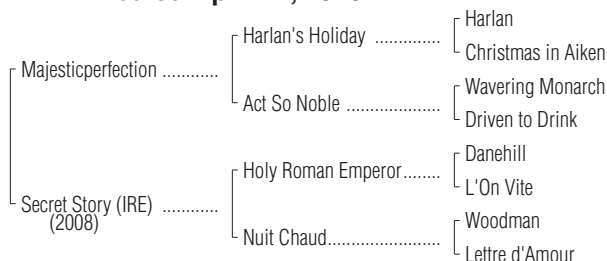 Harlan
Harlan's Holiday ..............
Christmas in Aiken
Majesticperfection ............
Wavering Monarch
Act So Noble .....................
Driven to Drink
Danehill
Holy Roman Emperor........
L'On Vite
Secret Story (IRE) ............
(2008)
Woodman
Nuit Chaud.........................
Lettre d'Amour